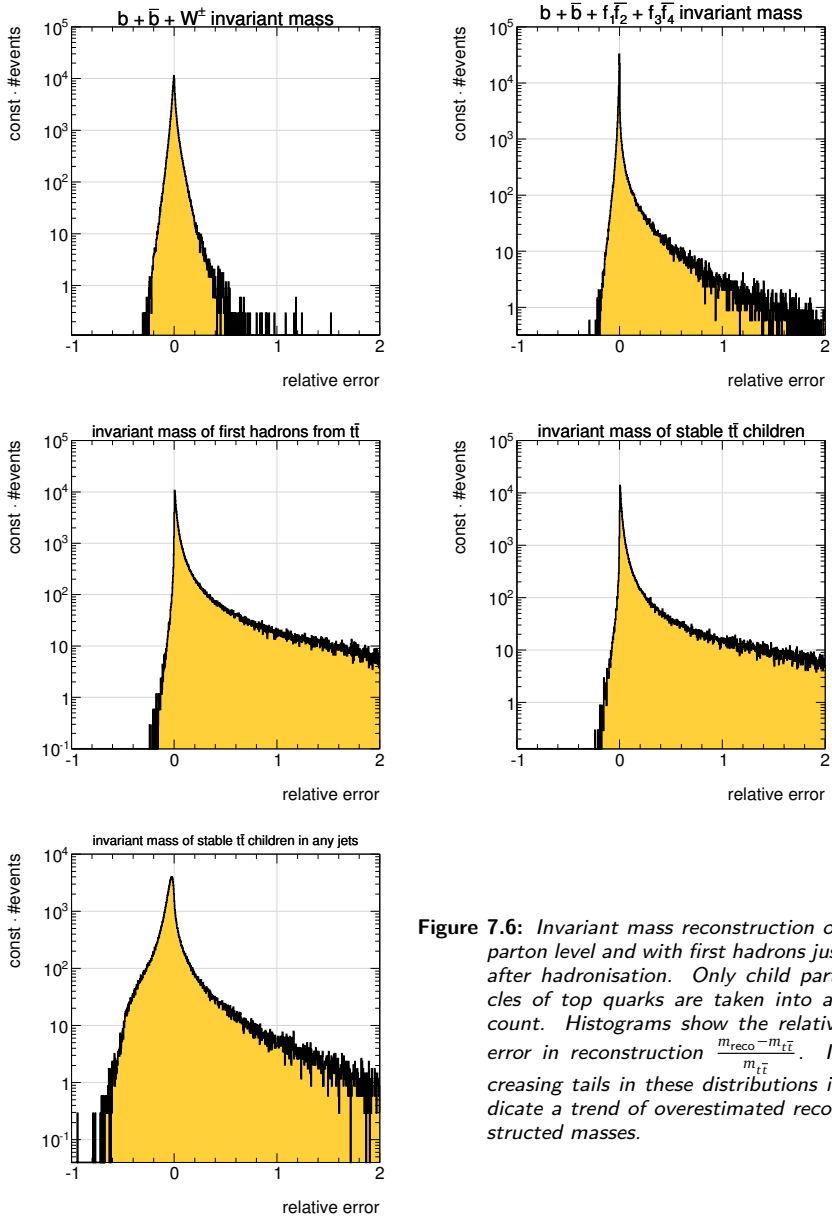 b + b̄ + W± invariant mass
const · #events
10^5
10^4
10^3
10^2
10
1
-1 0 1 2
relative error
b + b̄ + f₁f̄₂ + f₃f̄₄ invariant mass
const · #events
10^5
10^4
10^3
10^2
10
1
-1 0 1 2
relative error
invariant mass of first hadrons from tt̄
const · #events
10^5
10^4
10^3
10^2
10
1
10^-1
-1 0 1 2
relative error
invariant mass of stable tt̄ children
const · #events
10^5
10^4
10^3
10^2
10
1
-1 0 1 2
relative error
invariant mass of stable tt̄ children in any jets
const · #events
10^4
10^3
10^2
10
1
10^-1
-1 0 1 2
relative error
Figure 7.6: Invariant mass reconstruction o
parton level and with first hadrons jus
after hadronisation. Only child part
cles of top quarks are taken into a
count. Histograms show the relativ
error in reconstruction (m_reco − m_tt̄)/m_tt̄. I
creasing tails in these distributions i
dicate a trend of overestimated reco
structed masses.